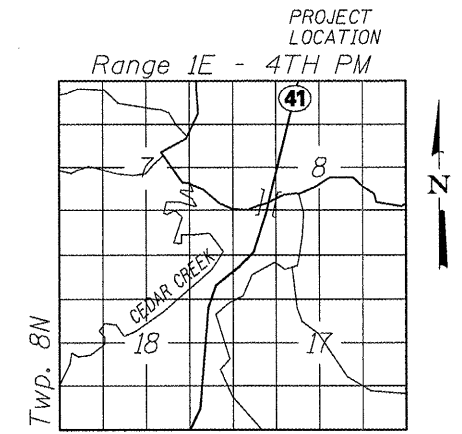 PROJECT
LOCATION
Range 1E - 4TH PM
41
7
8
N
CEDAR CREEK
18
17
Twp. 8N